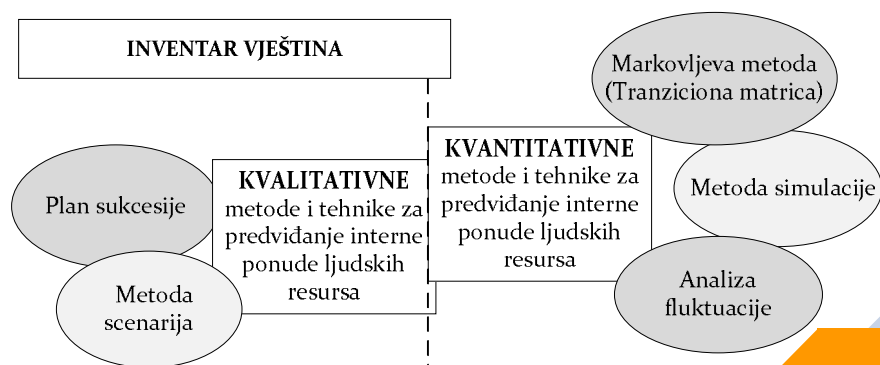 INVENTAR VJEŠTINA
Plan sukcesije
Metoda
scenarija
KVALITATIVNE
metode i tehnike za
predviđanje interne
ponude ljudskih
resursa
KVANTITATIVNE
metode i tehnike za
predviđanje interne
ponude ljudskih
resursa
Markovljeva metoda
(Tranziciona matrica)
Metoda simulacije
Analiza
fluktuacije